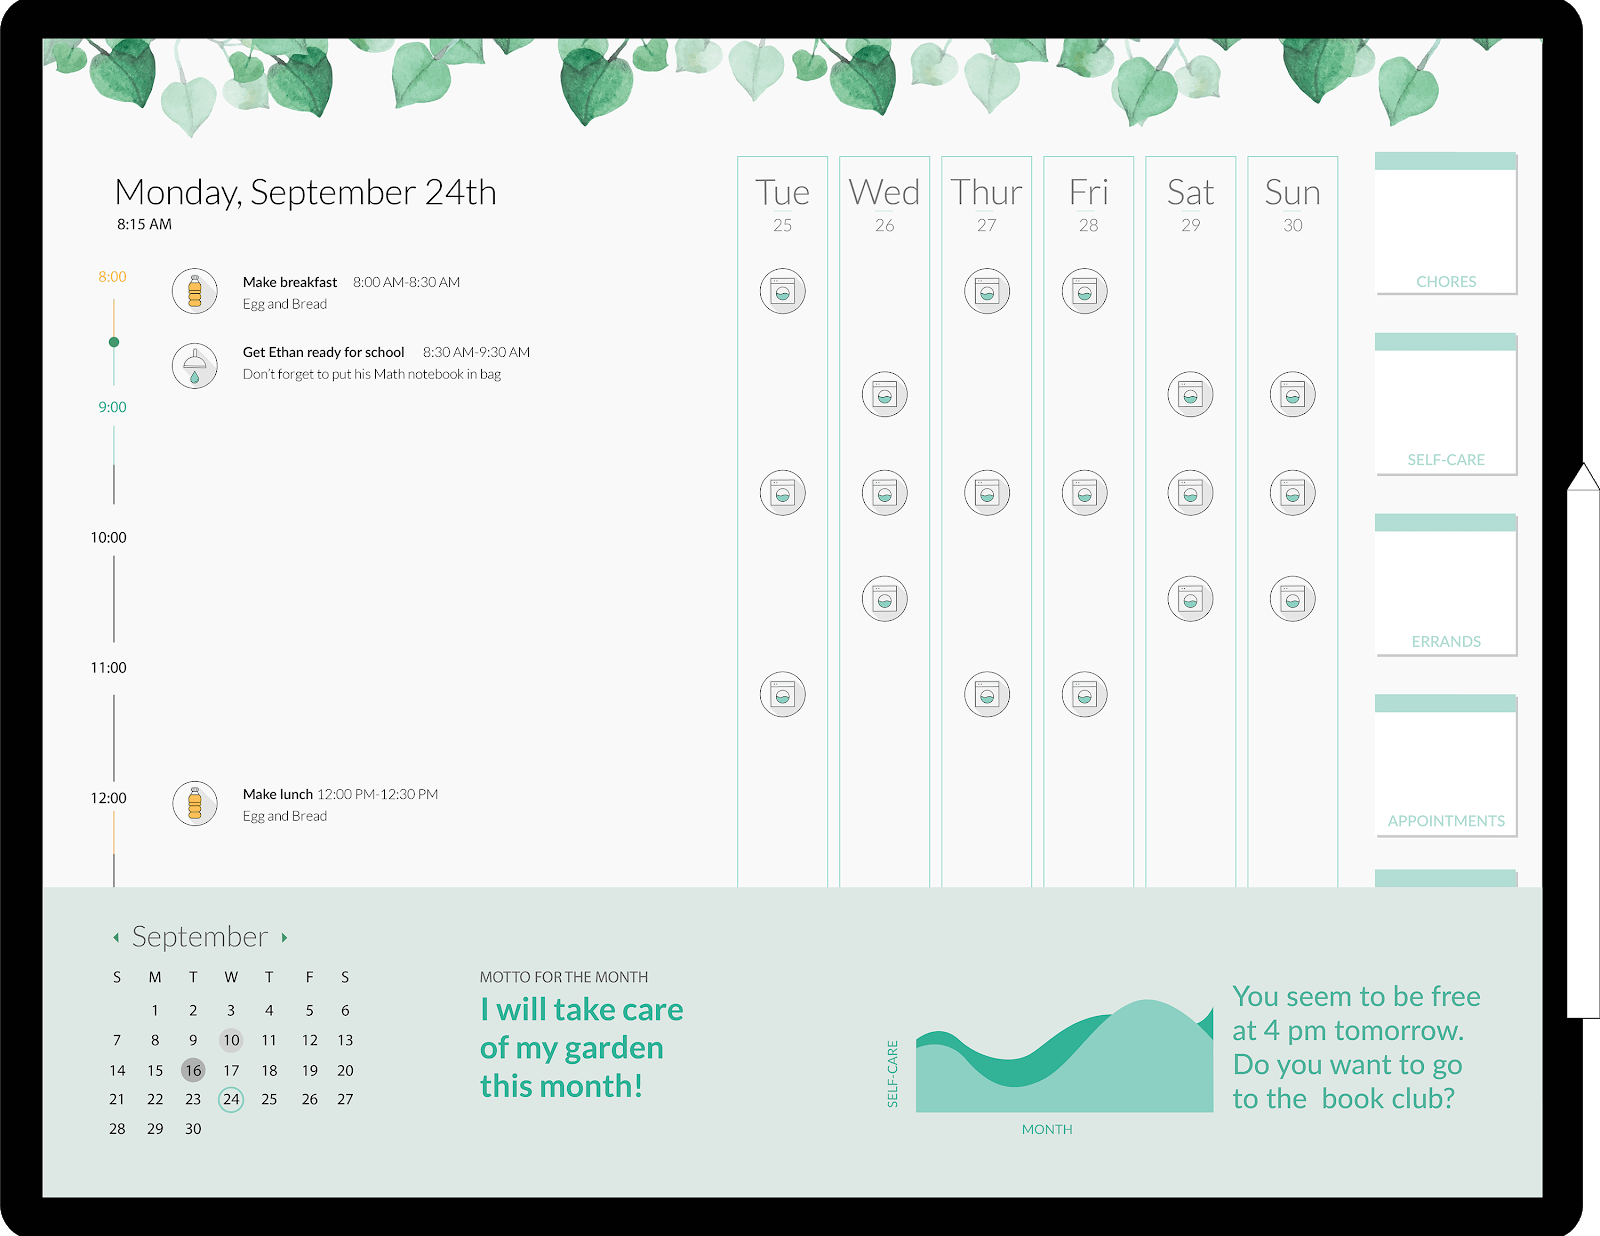 Monday, September 24th
8:15 AM
8:00
Make breakfast 8:00 AM-8:30 AM
Egg and Bread
Get Ethan ready for school 8:30 AM-9:30 AM
Don't forget to put his Math notebook in bag
9:00
10:00
11:00
12:00
Make lunch 12:00 PM-12:30 PM
Egg and Bread
Tue Wed Thur Fri Sat Sun
25 26 27 28 29 30
CHORES
SELF-CARE
ERRANDS
APPOINTMENTS
September
S M T W T F S
1 2 3 4 5 6
7 8 9 10 11 12 13
14 15 16 17 18 19 20
21 22 23 24 25 26 27
28 29 30
MOTTO FOR THE MONTH
I will take care
of my garden
this month!
SELF-CARE
MONTH
You seem to be free
at 4 pm tomorrow.
Do you want to go
to the book club?